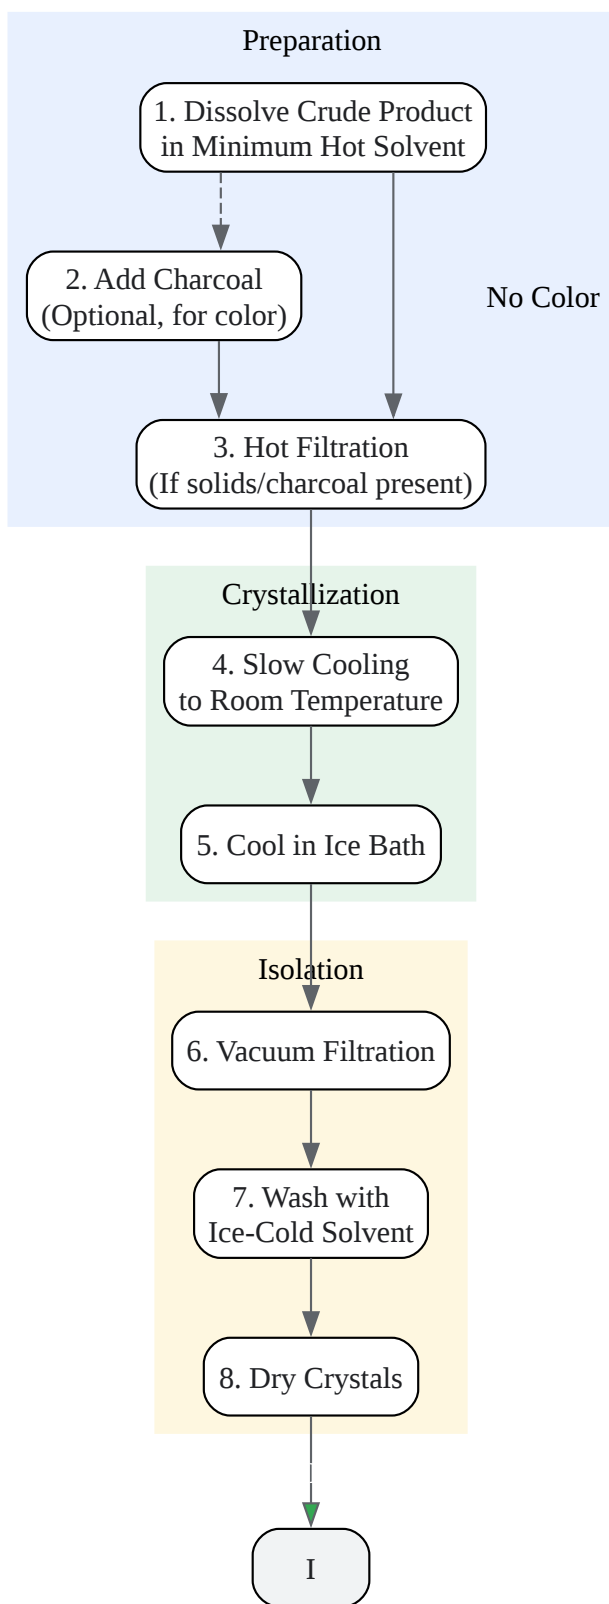 Preparation
1. Dissolve Crude Product
in Minimum Hot Solvent
2. Add Charcoal
(Optional, for color)
No Color
3. Hot Filtration
(If solids/charcoal present)
Crystallization
4. Slow Cooling
to Room Temperature
5. Cool in Ice Bath
Isolation
6. Vacuum Filtration
7. Wash with
Ice-Cold Solvent
8. Dry Crystals
I